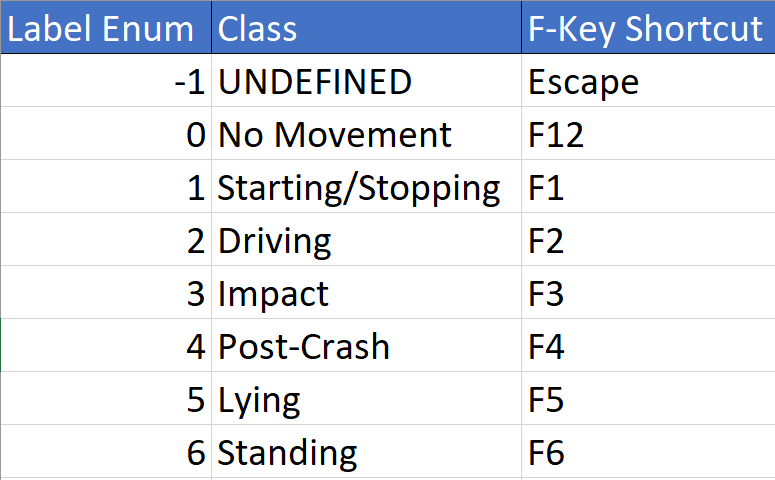 Label Enum Class F-Key Shortcut
-1 UNDEFINED Escape
0 No Movement F12
1 Starting/Stopping F1
2 Driving F2
3 Impact F3
4 Post-Crash F4
5 Lying F5
6 Standing F6